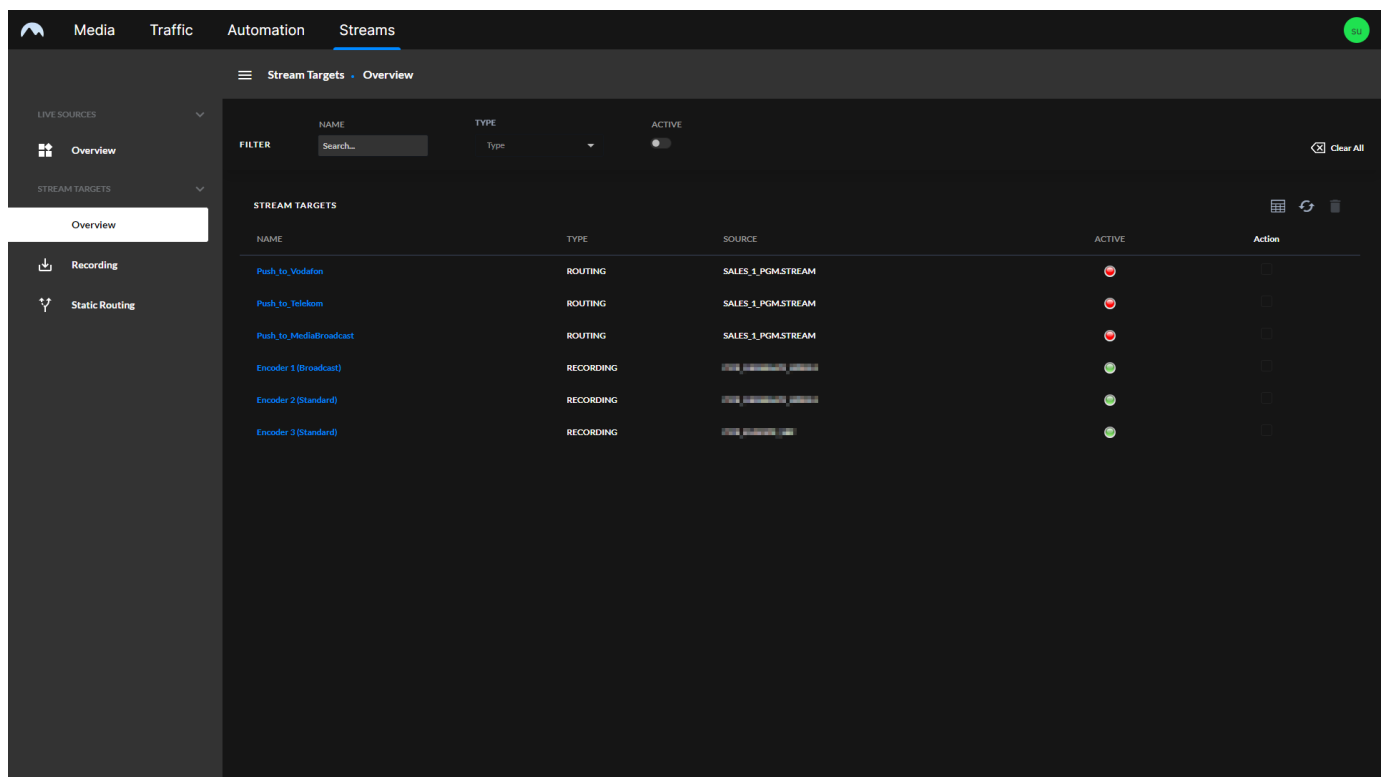 Media Traffic Automation Streams SU
Stream Targets • Overview
LIVE SOURCES
Overview
STREAM TARGETS
Overview
Recording
Static Routing
NAME TYPE ACTIVE
FILTER Search... Type Clear All
STREAM TARGETS
NAME TYPE SOURCE ACTIVE Action
Push_to_Vodafon ROUTING SALES_1_PGM.STREAM
Push_to_Telekom ROUTING SALES_1_PGM.STREAM
Push_to_MediaBroadcast ROUTING SALES_1_PGM.STREAM
Encoder 1 (Broadcast) RECORDING
Encoder 2 (Standard) RECORDING
Encoder 3 (Standard) RECORDING